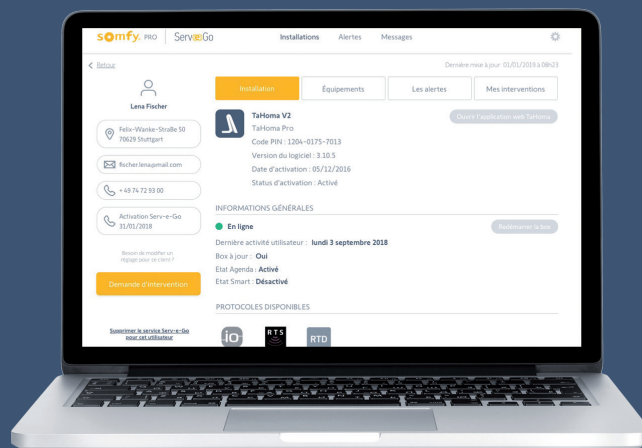 somfy. PRO Serv-e-Go
Installations Alertes Messages
Retour
Dernière mise à jour: 01/01/2019 à 08h23
Lena Fischer
Felix-Wanke-Straße 50
70629 Stuttgart
fischer.lena@mail.com
+ 49 74 72 93 00
Activation Serv-e-Go
31/01/2018
Besoin de modifier un
réglage pour ce client ?
Demande d'intervention
Supprimer le service Serv-e-Go
pour cet utilisateur
Installation Équipements Les alertes Mes interventions
TaHoma V2
TaHoma Pro
Code PIN : 1204-0175-7013
Version du logiciel : 3.10.5
Date d'activation : 05/12/2016
Status d'activation : Activé
Ouvrir l'application web TaHoma
INFORMATIONS GÉNÉRALES
En ligne
Redémarrer la box
Dernière activité utilisateur : lundi 3 septembre 2018
Box à jour : Oui
Etat Agenda : Activé
Etat Smart : Désactivé
PROTOCOLES DISPONIBLES
io
RTS
RTD